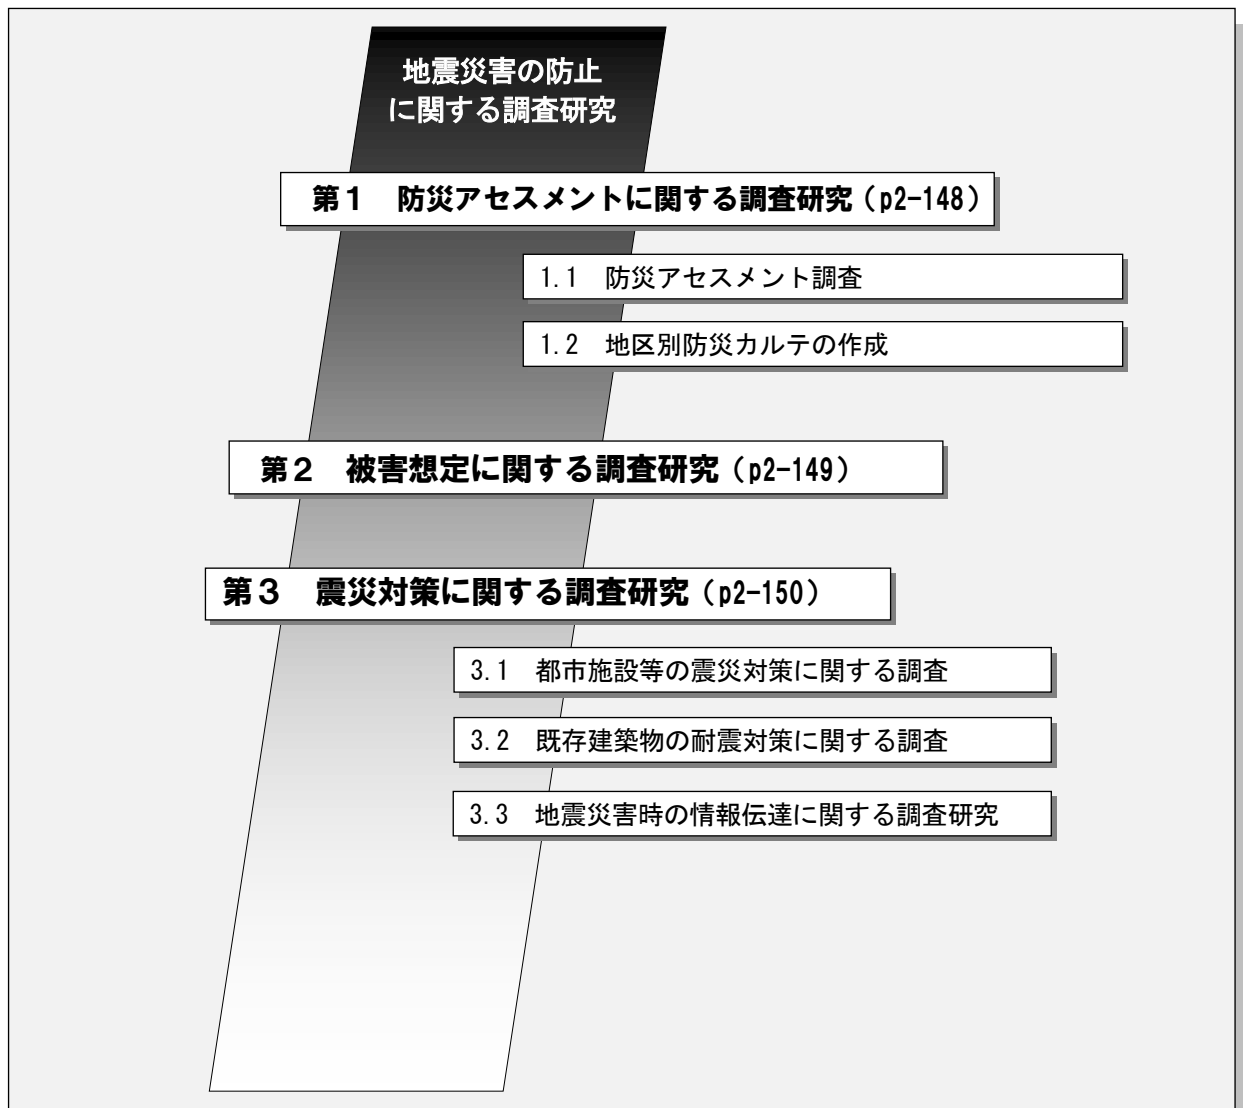 地震災害の防止
に関する調査研究
第１　防災アセスメントに関する調査研究（p2-148）
1.1　防災アセスメント調査
1.2　地区別防災カルテの作成
第２　被害想定に関する調査研究（p2-149）
第３　震災対策に関する調査研究（p2-150）
3.1　都市施設等の震災対策に関する調査
3.2　既存建築物の耐震対策に関する調査
3.3　地震災害時の情報伝達に関する調査研究